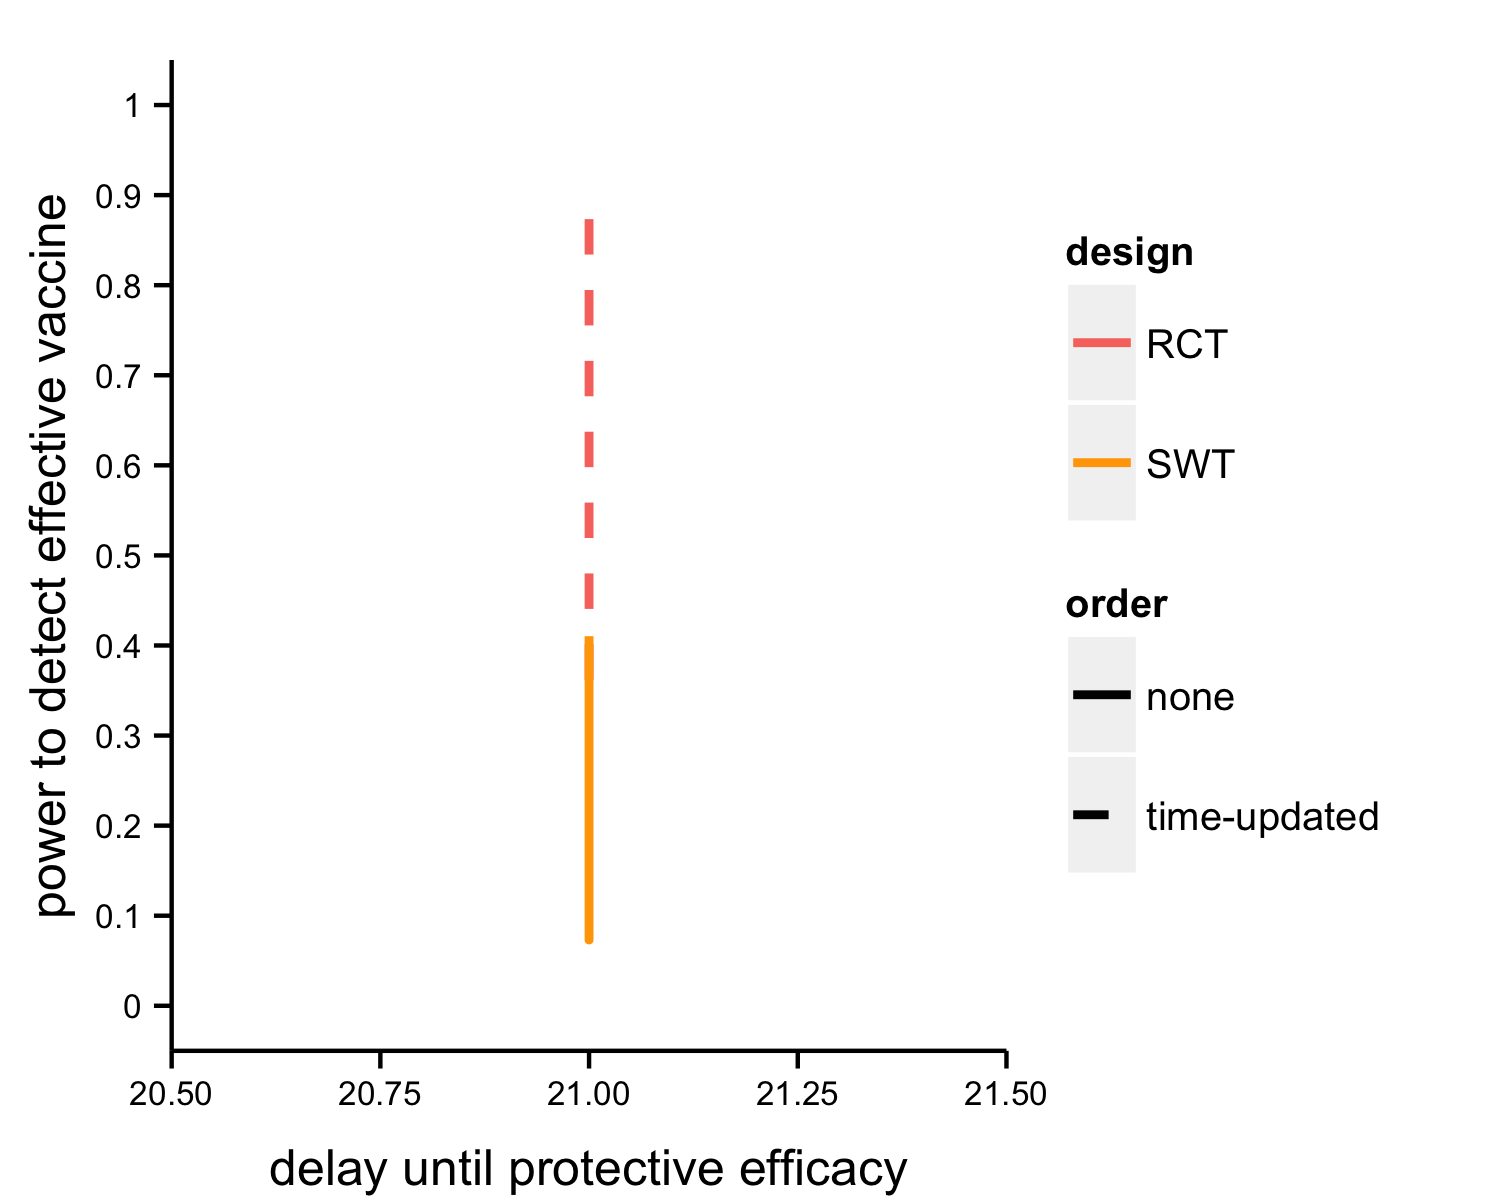 power to detect effective vaccine
1
0.9
0.8
0.7
0.6
0.5
0.4
0.3
0.2
0.1
0
20.50 20.75 21.00 21.25 21.50
delay until protective efficacy
design
RCT
SWT
order
none
time-updated